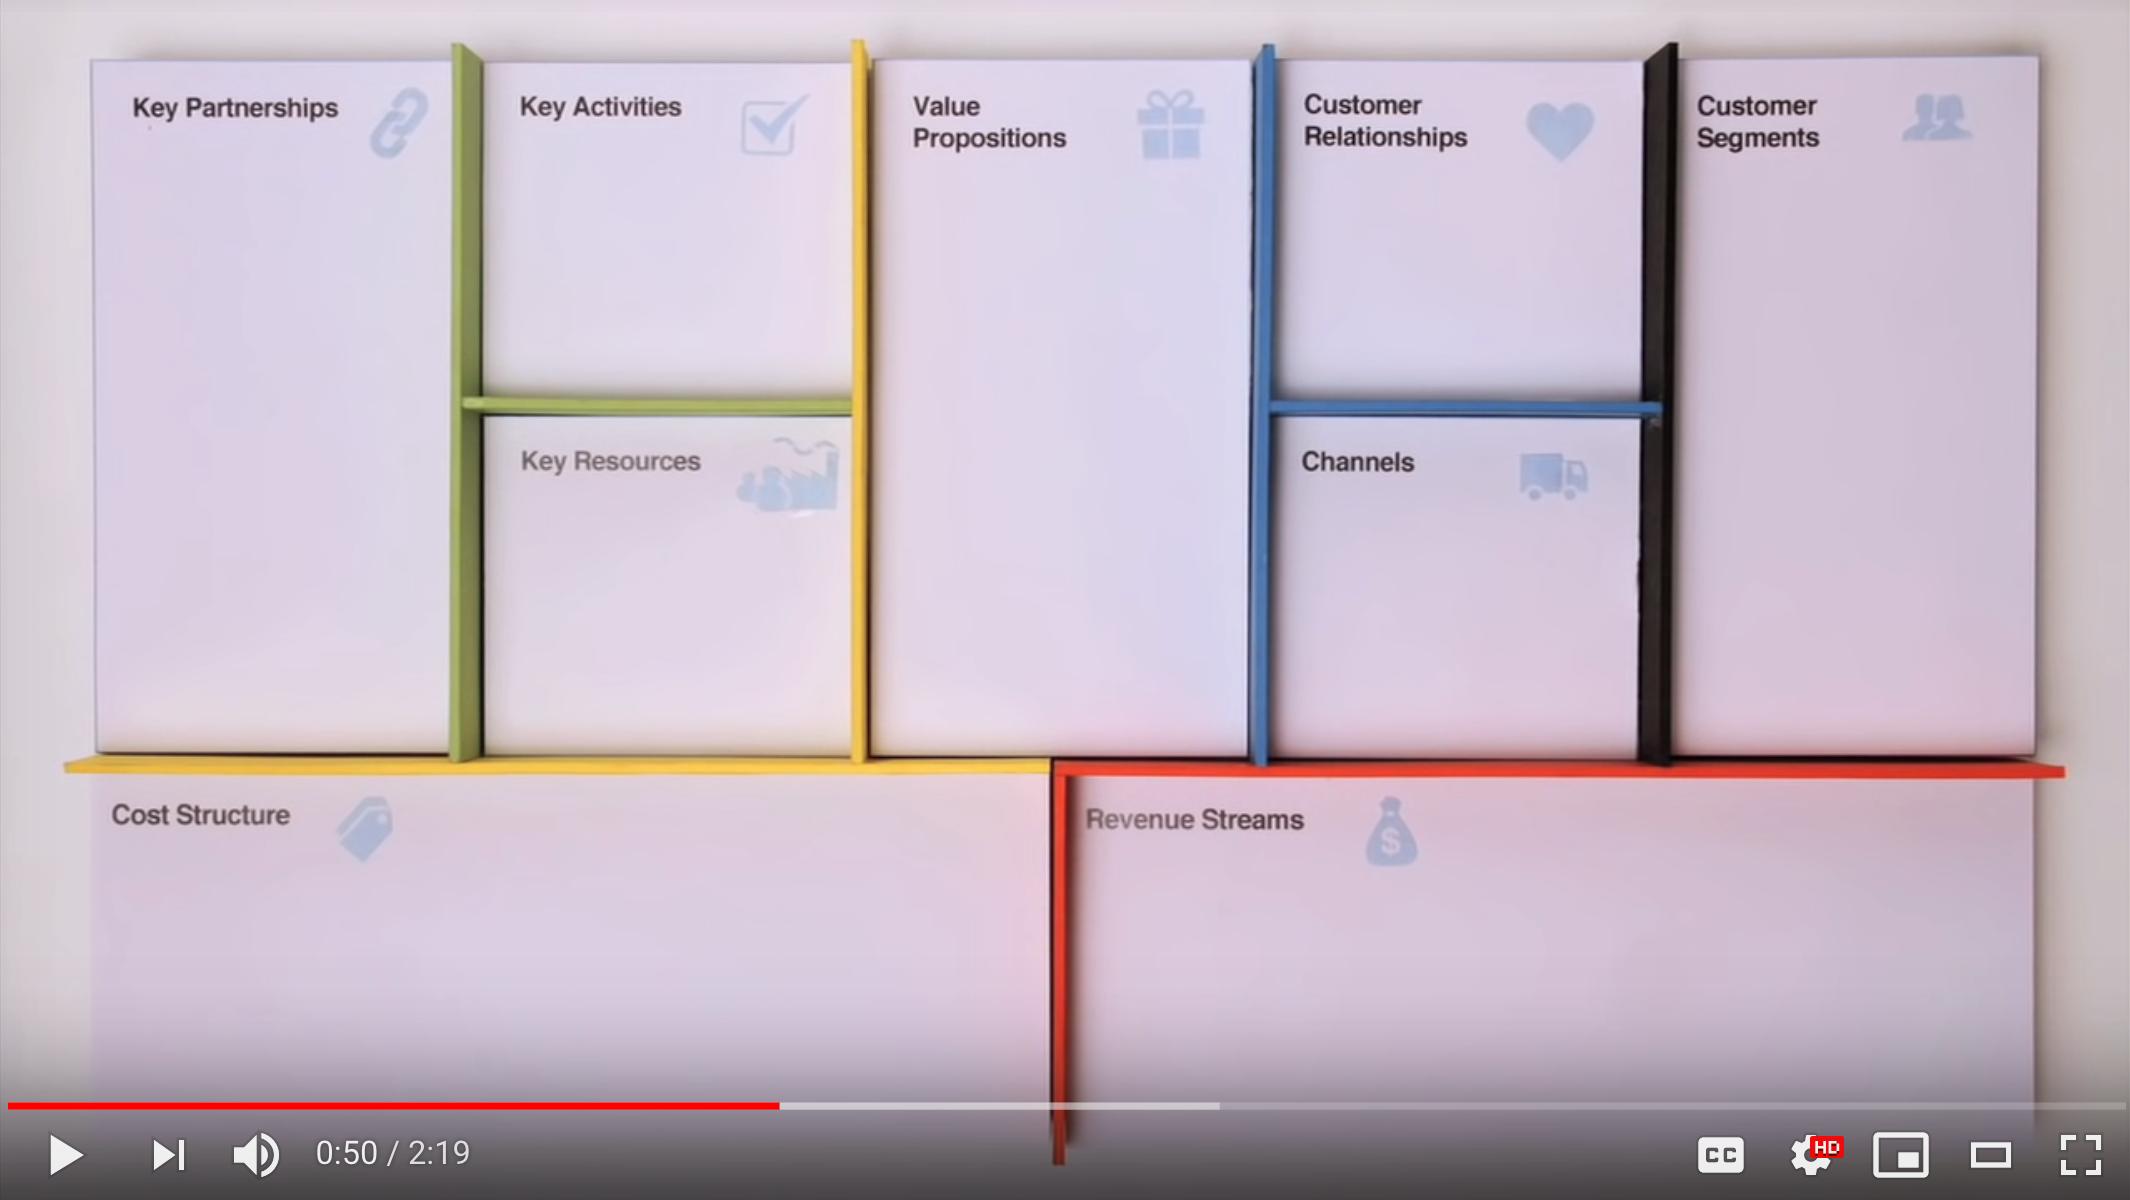 Key Partnerships
Key Activities
Value
Propositions
Customer
Relationships
Customer
Segments
Key Resources
Channels
Cost Structure
Revenue Streams
$
0:50 / 2:19
CC
HD